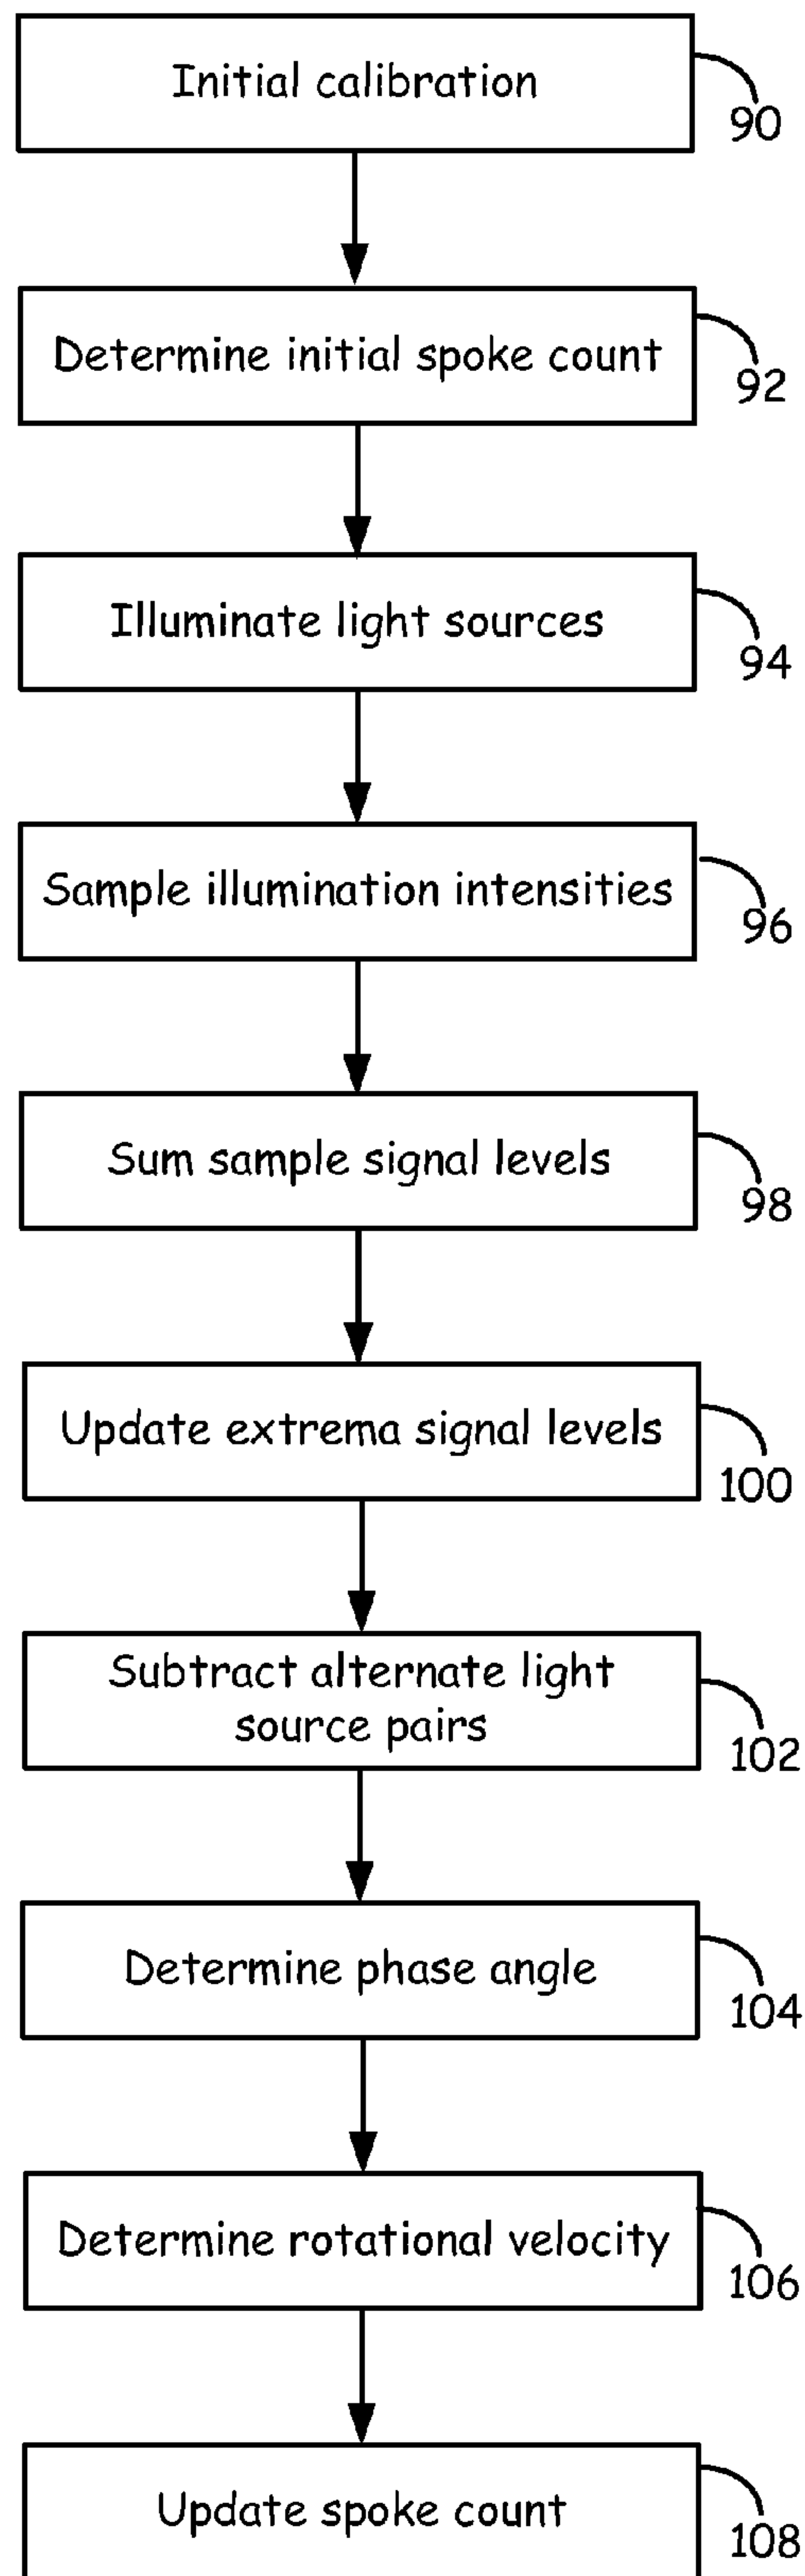 Initial calibration
90
Determine initial spoke count
92
Illuminate light sources
94
Sample illumination intensities
96
Sum sample signal levels
98
Update extrema signal levels
100
Subtract alternate light
source pairs
102
Determine phase angle
104
Determine rotational velocity
106
Update spoke count
108